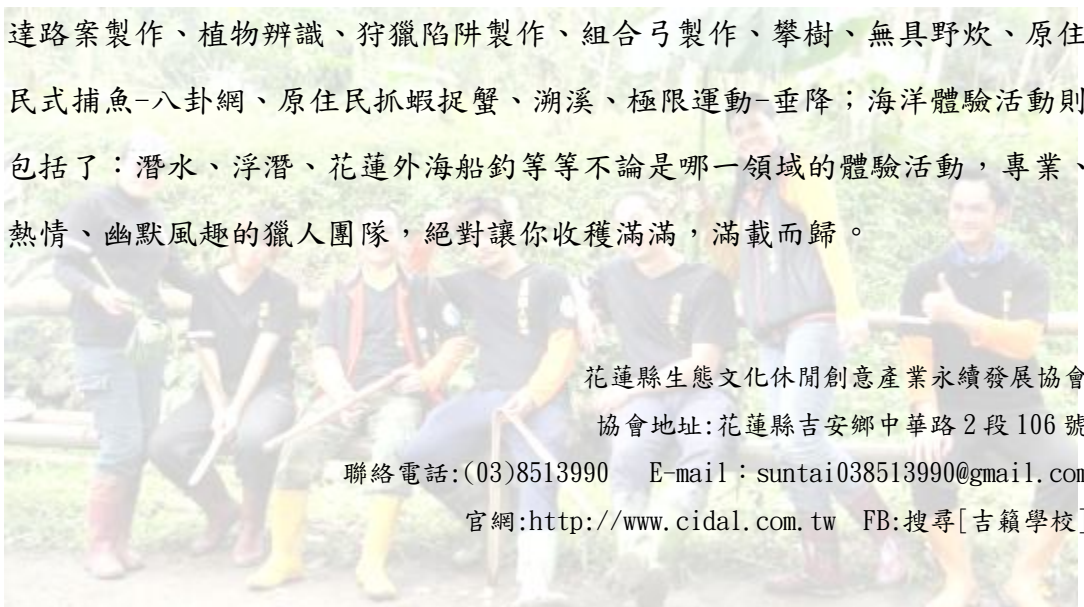 達路案製作、植物辨識、狩獵陷阱製作、組合弓製作、攀樹、無具野炊、原住
民式捕魚-八卦網、原住民抓蝦捉蟹、溯溪、極限運動-垂降；海洋體驗活動則
包括了：潛水、浮潛、花蓮外海船釣等等不論是哪一領域的體驗活動，專業、
熱情、幽默風趣的獵人團隊，絕對讓你收穫滿滿，滿載而歸。
花蓮縣生態文化休閒創意產業永續發展協會
協會地址:花蓮縣吉安鄉中華路 2 段 106 號
聯絡電話:(03)8513990 E-mail：suntai038513990@gmail.com
官網:http://www.cidal.com.tw FB:搜尋[吉籟學校]